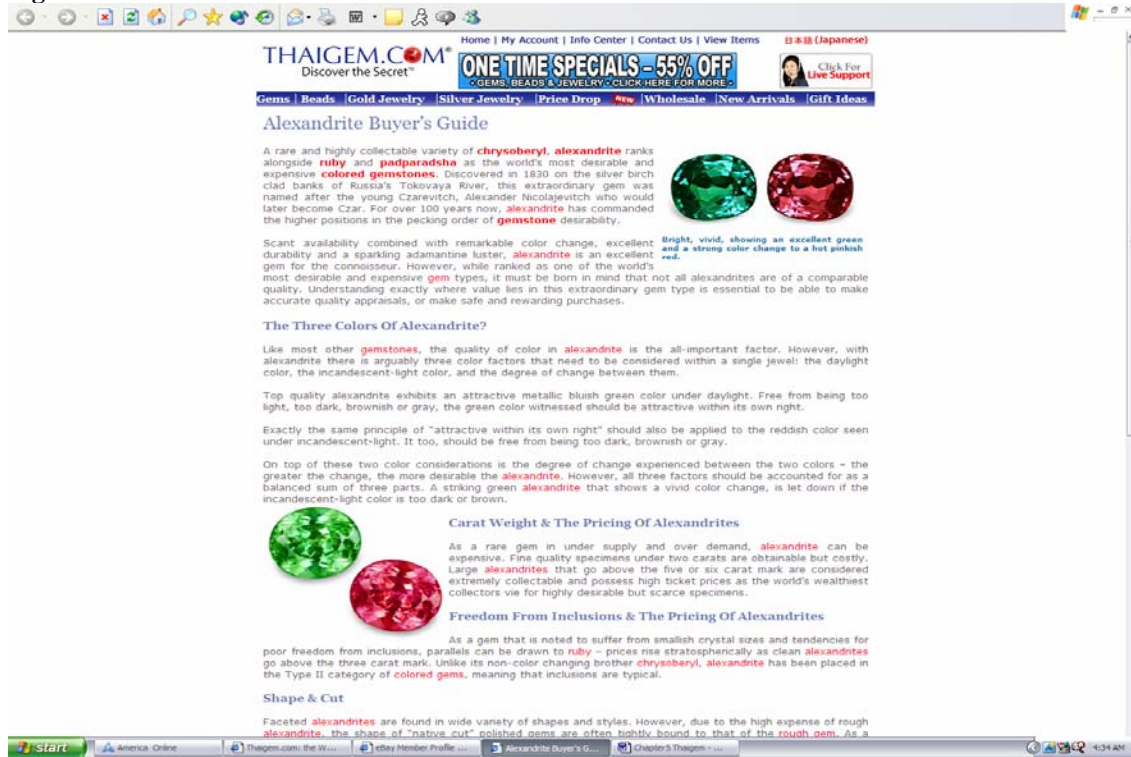 Home | My Account | Info Center | Contact Us | View Items
日本語 (Japanese)
THAIGEM.COM®
Discover the Secret™
ONE TIME SPECIALS – 55% OFF
• GEMS, BEADS & JEWELRY • CLICK HERE FOR MORE •
Click For
Live Support
Gems | Beads | Gold Jewelry | Silver Jewelry | Price Drop NEW | Wholesale | New Arrivals | Gift Ideas
Alexandrite Buyer's Guide
A rare and highly collectable variety of chrysoberyl, alexandrite ranks
alongside ruby and padparadsha as the world's most desirable and
expensive colored gemstones. Discovered in 1830 on the silver birch
clad banks of Russia's Tokovaya River, this extraordinary gem was
named after the young Czarevitch, Alexander Nicolajevitch who would
later become Czar. For over 100 years now, alexandrite has commanded
the higher positions in the pecking order of gemstone desirability.
Bright, vivid, showing an excellent green
and a strong color change to a hot pinkish
red.
Scant availability combined with remarkable color change, excellent
durability and a sparkling adamantine luster, alexandrite is an excellent
gem for the connoisseur. However, while ranked as one of the world's
most desirable and expensive gem types, it must be born in mind that not all alexandrites are of a comparable
quality. Understanding exactly where value lies in this extraordinary gem type is essential to be able to make
accurate quality appraisals, or make safe and rewarding purchases.
The Three Colors Of Alexandrite?
Like most other gemstones, the quality of color in alexandrite is the all-important factor. However, with
alexandrite there is arguably three color factors that need to be considered within a single jewel: the daylight
color, the incandescent-light color, and the degree of change between them.
Top quality alexandrite exhibits an attractive metallic bluish green color under daylight. Free from being too
light, too dark, brownish or gray, the green color witnessed should be attractive within its own right.
Exactly the same principle of "attractive within its own right" should also be applied to the reddish color seen
under incandescent-light. It too, should be free from being too dark, brownish or gray.
On top of these two color considerations is the degree of change experienced between the two colors – the
greater the change, the more desirable the alexandrite. However, all three factors should be accounted for as a
balanced sum of three parts. A striking green alexandrite that shows a vivid color change, is let down if the
incandescent-light color is too dark or brown.
Carat Weight & The Pricing Of Alexandrites
As a rare gem in under supply and over demand, alexandrite can be
expensive. Fine quality specimens under two carats are obtainable but costly.
Large alexandrites that go above the five or six carat mark are considered
extremely collectable and possess high ticket prices as the world's wealthiest
collectors vie for highly desirable but scarce specimens.
Freedom From Inclusions & The Pricing Of Alexandrites
As a gem that is noted to suffer from smallish crystal sizes and tendencies for
poor freedom from inclusions, parallels can be drawn to ruby – prices rise stratospherically as clean alexandrites
go above the three carat mark. Unlike its non-color changing brother chrysoberyl, alexandrite has been placed in
the Type II category of colored gems, meaning that inclusions are typical.
Shape & Cut
Faceted alexandrites are found in wide variety of shapes and styles. However, due to the high expense of rough
alexandrite, the shape of "native cut" polished gems are often tightly bound to that of the rough gem. As a
start
America Online
Thaigem.com: the W...
eBay Member Profile ...
Alexandrite Buyer's G...
Chapter5 Thaigem - ...
4:34 AM